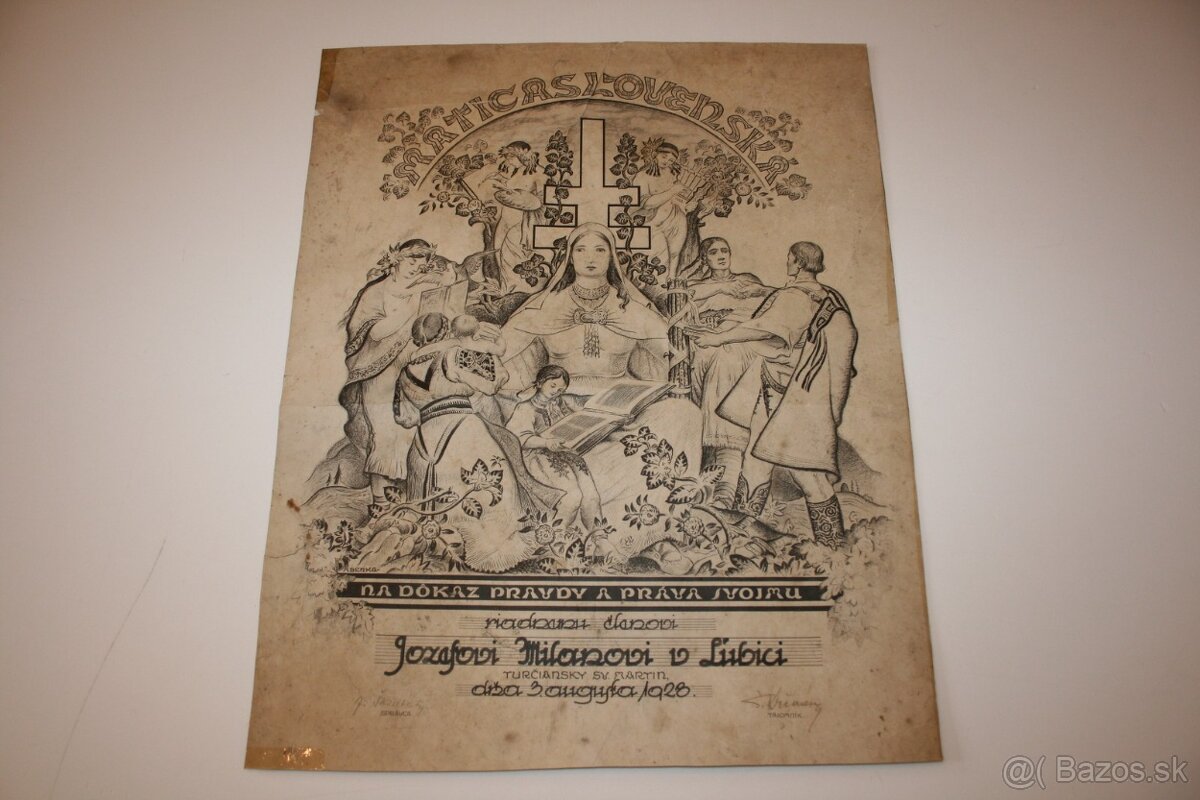 MATICA SLOVENSKÁ
BENKA
NA DÔKAZ PRAVDY A PRÁVA SVOJMU
riadnemu členovi
Jozefovi Milanovi v Ľubici
TURČIANSKY SV. MARTIN,
dňa 3. augusta 1928.
SPRÁVCA
TAJOMNÍK
@( Bazos.sk